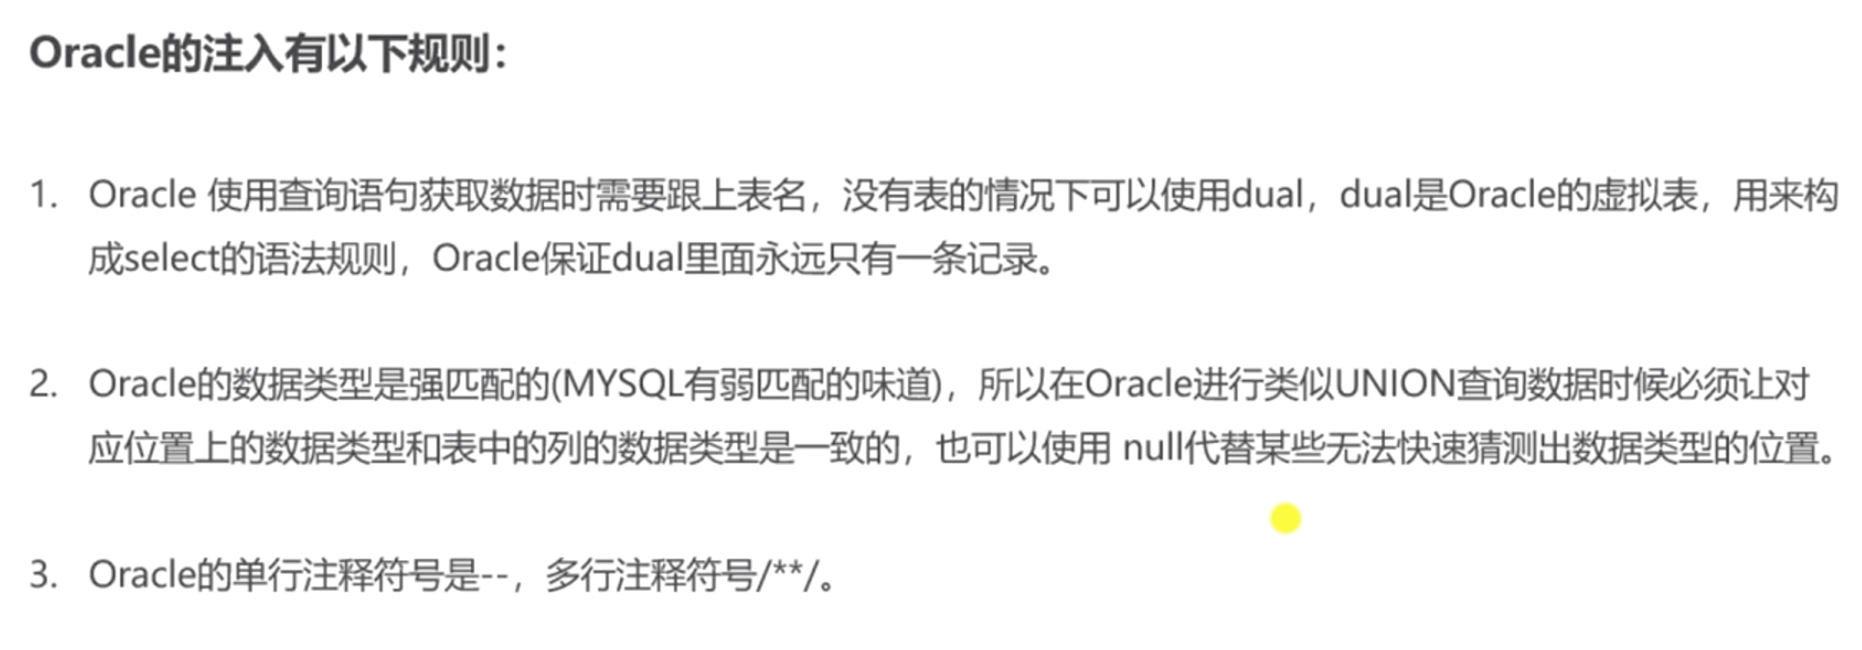 Oracle的注入有以下规则：
1. Oracle 使用查询语句获取数据时需要跟上表名，没有表的情况下可以使用dual，dual是Oracle的虚拟表，用来构
成select的语法规则，Oracle保证dual里面永远只有一条记录。
2. Oracle的数据类型是强匹配的(MYSQL有弱匹配的味道)，所以在Oracle进行类似UNION查询数据时候必须让对
应位置上的数据类型和表中的列的数据类型是一致的，也可以使用 null代替某些无法快速猜测出数据类型的位置。
3. Oracle的单行注释符号是--，多行注释符号/**/。